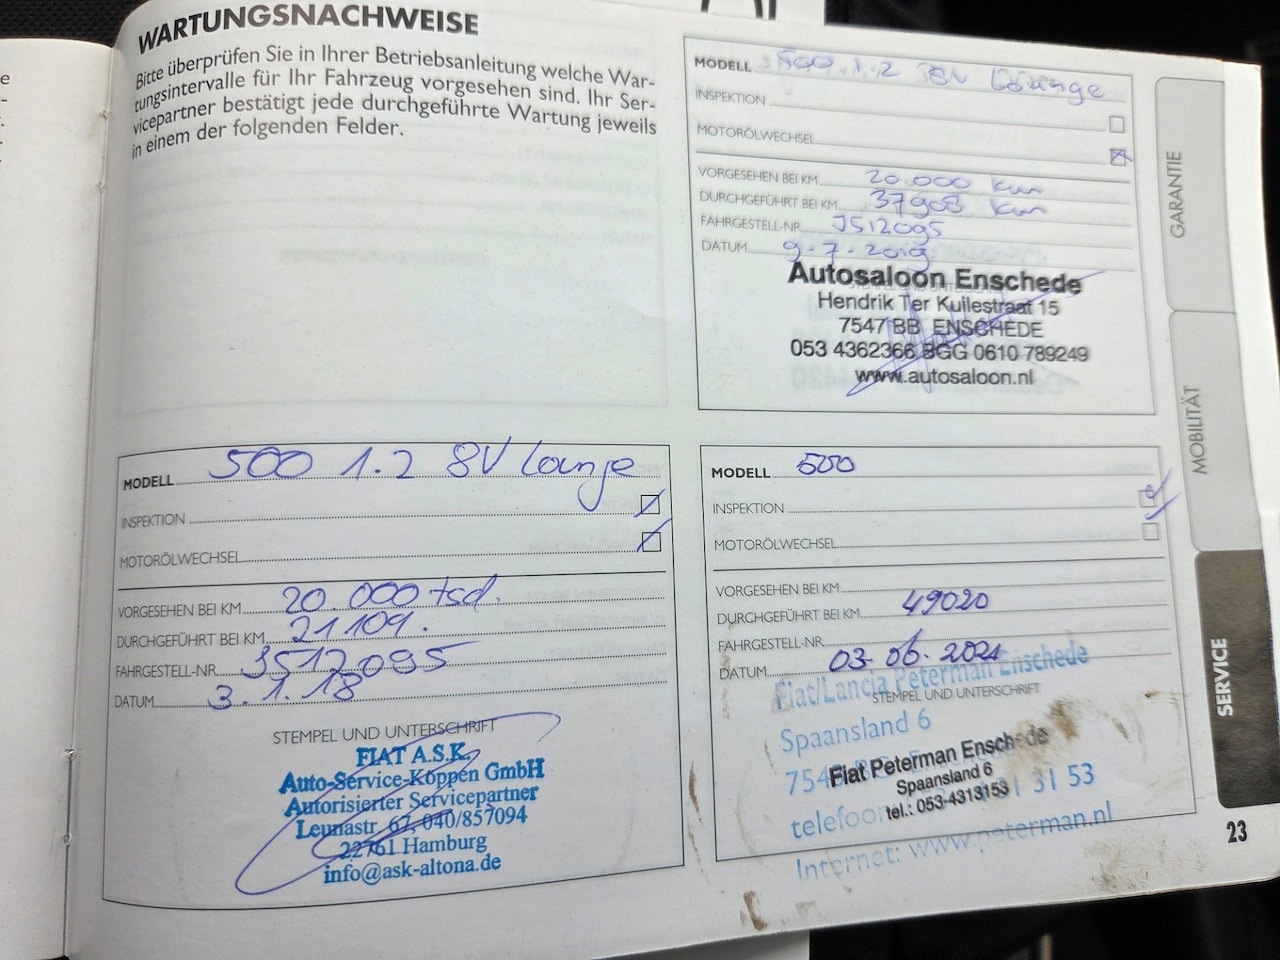 WARTUNGSNACHWEISE
Bitte überprüfen Sie in Ihrer Betriebsanleitung welche War-
tungsintervalle für Ihr Fahrzeug vorgesehen sind. Ihr Ser-
vicepartner bestätigt jede durchgeführte Wartung jeweils
in einem der folgenden Felder.
MODELL 500 1.2 8V Lounge
INSPEKTION
MOTORÖLWECHSEL
VORGESEHEN BEI KM 20.000 km
DURCHGEFÜHRT BEI KM 37908 km
FAHRGESTELL-NR. J512095
DATUM 9-7-2019
Autosaloon Enschede
Hendrik Ter Kuilestraat 15
7547 BB ENSCHEDE
053 4362366 BGG 0610 789249
www.autosaloon.nl
MODELL 500 1.2 8V Lounge
INSPEKTION
MOTORÖLWECHSEL
VORGESEHEN BEI KM 20.000 tsd.
DURCHGEFÜHRT BEI KM 21109.
FAHRGESTELL-NR. J512095
DATUM 3.1.18
STEMPEL UND UNTERSCHRIFT
FIAT A.S.K.
Auto-Service-Köppen GmbH
Autorisierter Servicepartner
Leunastr. 67, 040/857094
22761 Hamburg
info@ask-altona.de
MODELL 500
INSPEKTION
MOTORÖLWECHSEL
VORGESEHEN BEI KM
DURCHGEFÜHRT BEI KM 49020
FAHRGESTELL-NR.
DATUM 03-06-2021
Fiat/Lancia Peterman Enschede
STEMPEL UND UNTERSCHRIFT
Spaansland 6
Fiat Peterman Enschede
Spaansland 6
tel.: 053-4313153
telefoon 31 53
Internet: www.peterman.nl
GARANTIE
MOBILITÄT
SERVICE
23